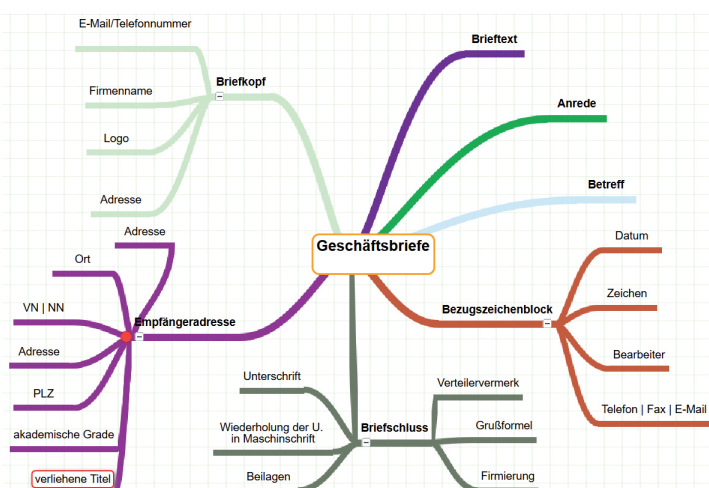 E-Mail/Telefonnummer
Firmenname
Logo
Adresse
Briefkopf
Brieftext
Anrede
Betreff
Geschäftsbriefe
Adresse
Ort
VN | NN
Adresse
PLZ
akademische Grade
verliehene Titel
Empfängeradresse
Bezugszeichenblock
Datum
Zeichen
Bearbeiter
Telefon | Fax | E-Mail
Unterschrift
Wiederholung der U.
in Maschinschrift
Beilagen
Briefschluss
Verteilervermerk
Grußformel
Firmierung